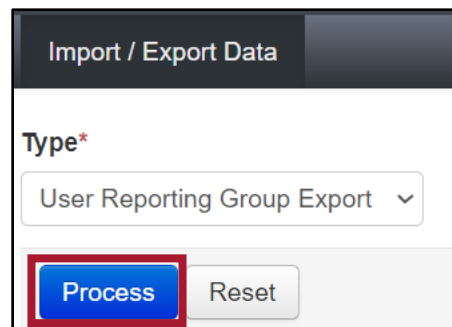 Import / Export Data
Type*
User Reporting Group Export
Process Reset